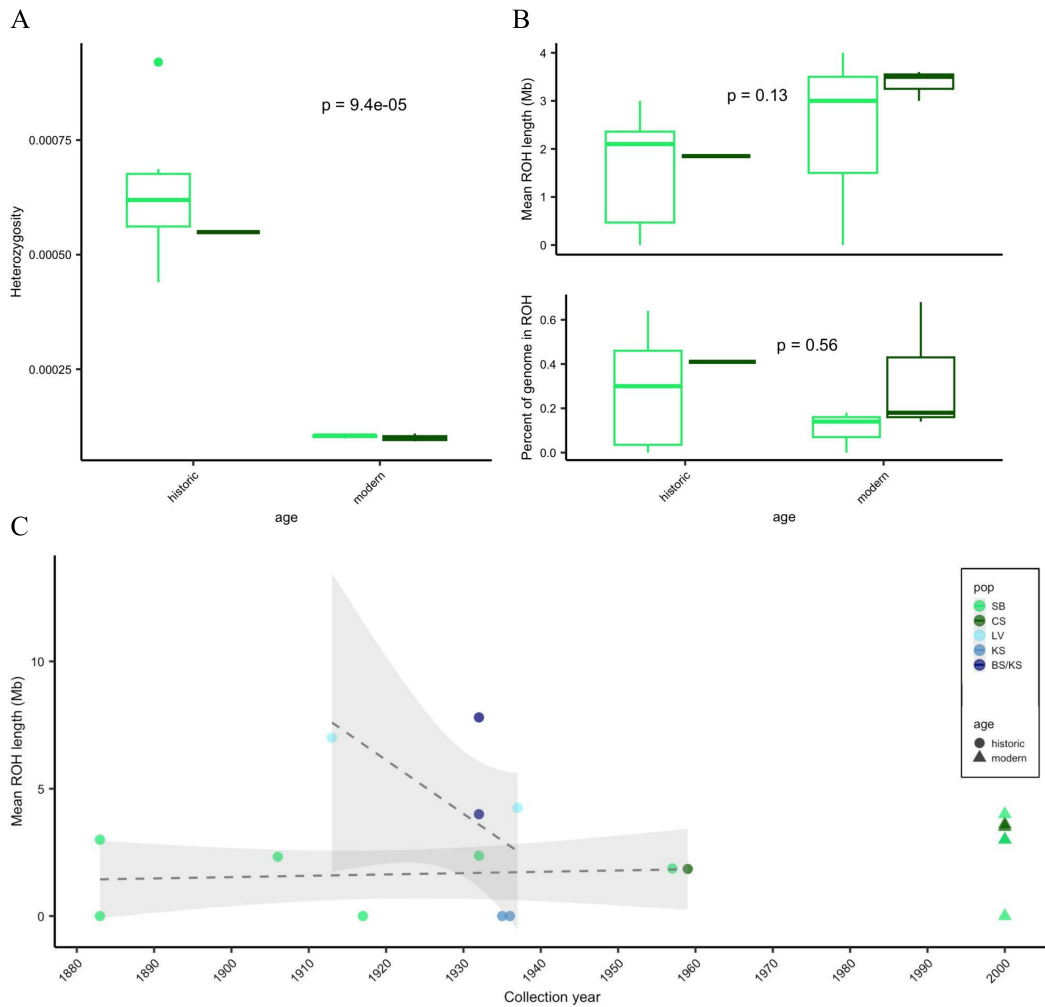 A
B
p = 9.4e-05
0.00075
0.00050
0.00025
Heterozygosity
historic
modern
age
p = 0.13
4
3
2
1
0
Mean ROH length (Mb)
p = 0.56
0.6
0.4
0.2
0.0
Percent of genome in ROH
historic
modern
age
C
10
5
0
Mean ROH length (Mb)
pop
SB
CS
LV
KS
BS/KS
age
historic
modern
1880
1890
1900
1910
1920
1930
1940
1950
1960
1970
1980
1990
2000
Collection year